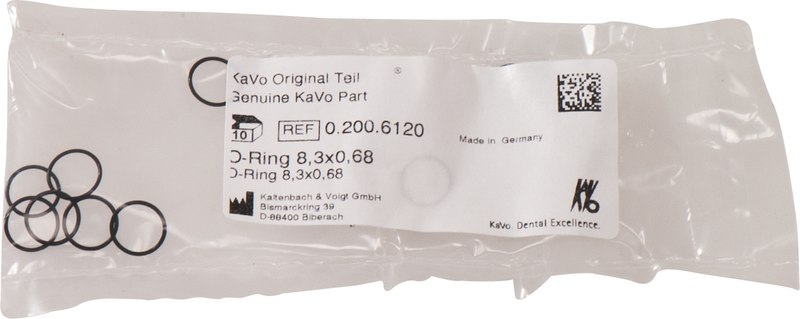 KaVo Original Teil ®
Genuine KaVo Part
10 REF 0.200.6120
Made in Germany
O-Ring 8,3x0,68
O-Ring 8,3x0,68
Kaltenbach & Voigt GmbH
Bismarckring 39
D-88400 Biberach
KAVO
KaVo. Dental Excellence.